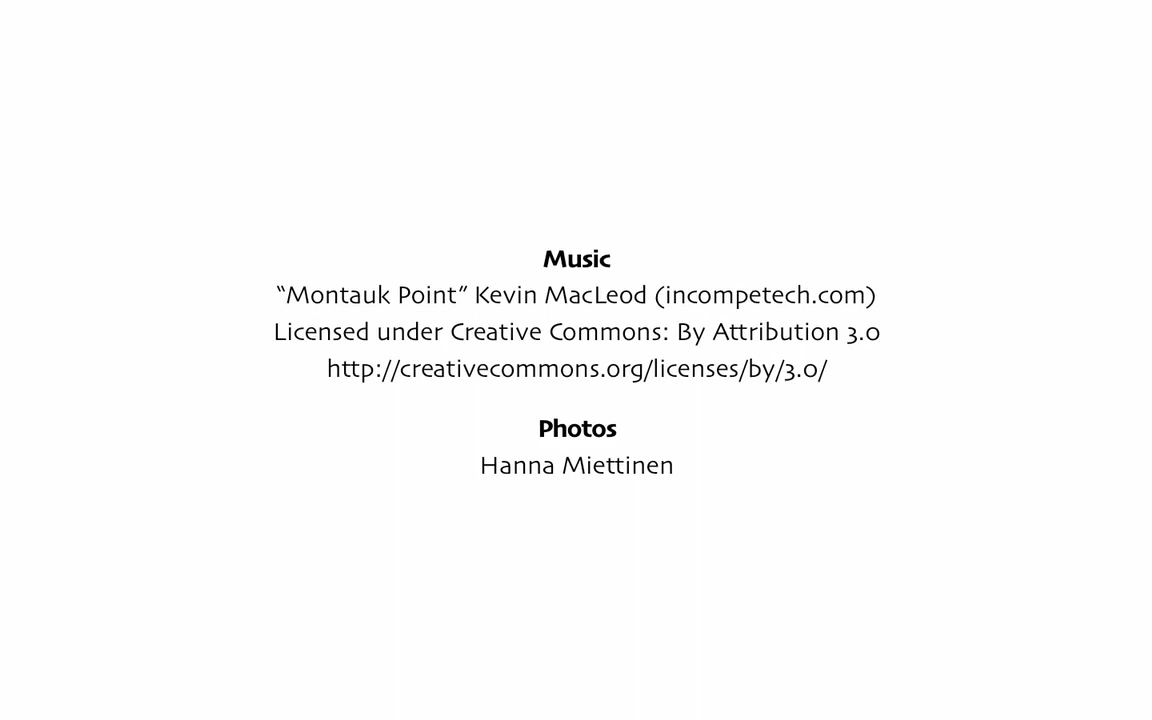 Music
“Montauk Point” Kevin MacLeod (incompetech.com)
Licensed under Creative Commons: By Attribution 3.0
http://creativecommons.org/licenses/by/3.0/
Photos
Hanna Miettinen